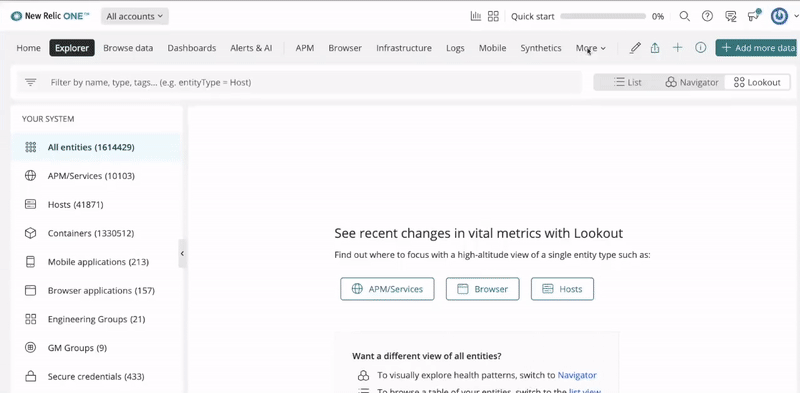 New Relic ONE™ All accounts Quick start 0%
Home Explorer Browse data Dashboards Alerts & AI APM Browser Infrastructure Logs Mobile Synthetics More Add more data
Filter by name, type, tags... (e.g. entityType = Host) List Navigator Lookout
YOUR SYSTEM
All entities (1614429)
APM/Services (10103)
Hosts (41871)
Containers (1330512)
Mobile applications (213)
Browser applications (157)
Engineering Groups (21)
GM Groups (9)
Secure credentials (433)
See recent changes in vital metrics with Lookout
Find out where to focus with a high-altitude view of a single entity type such as:
APM/Services Browser Hosts
Want a different view of all entities?
To visually explore health patterns, switch to Navigator
To browse a table of your entities, switch to the list view